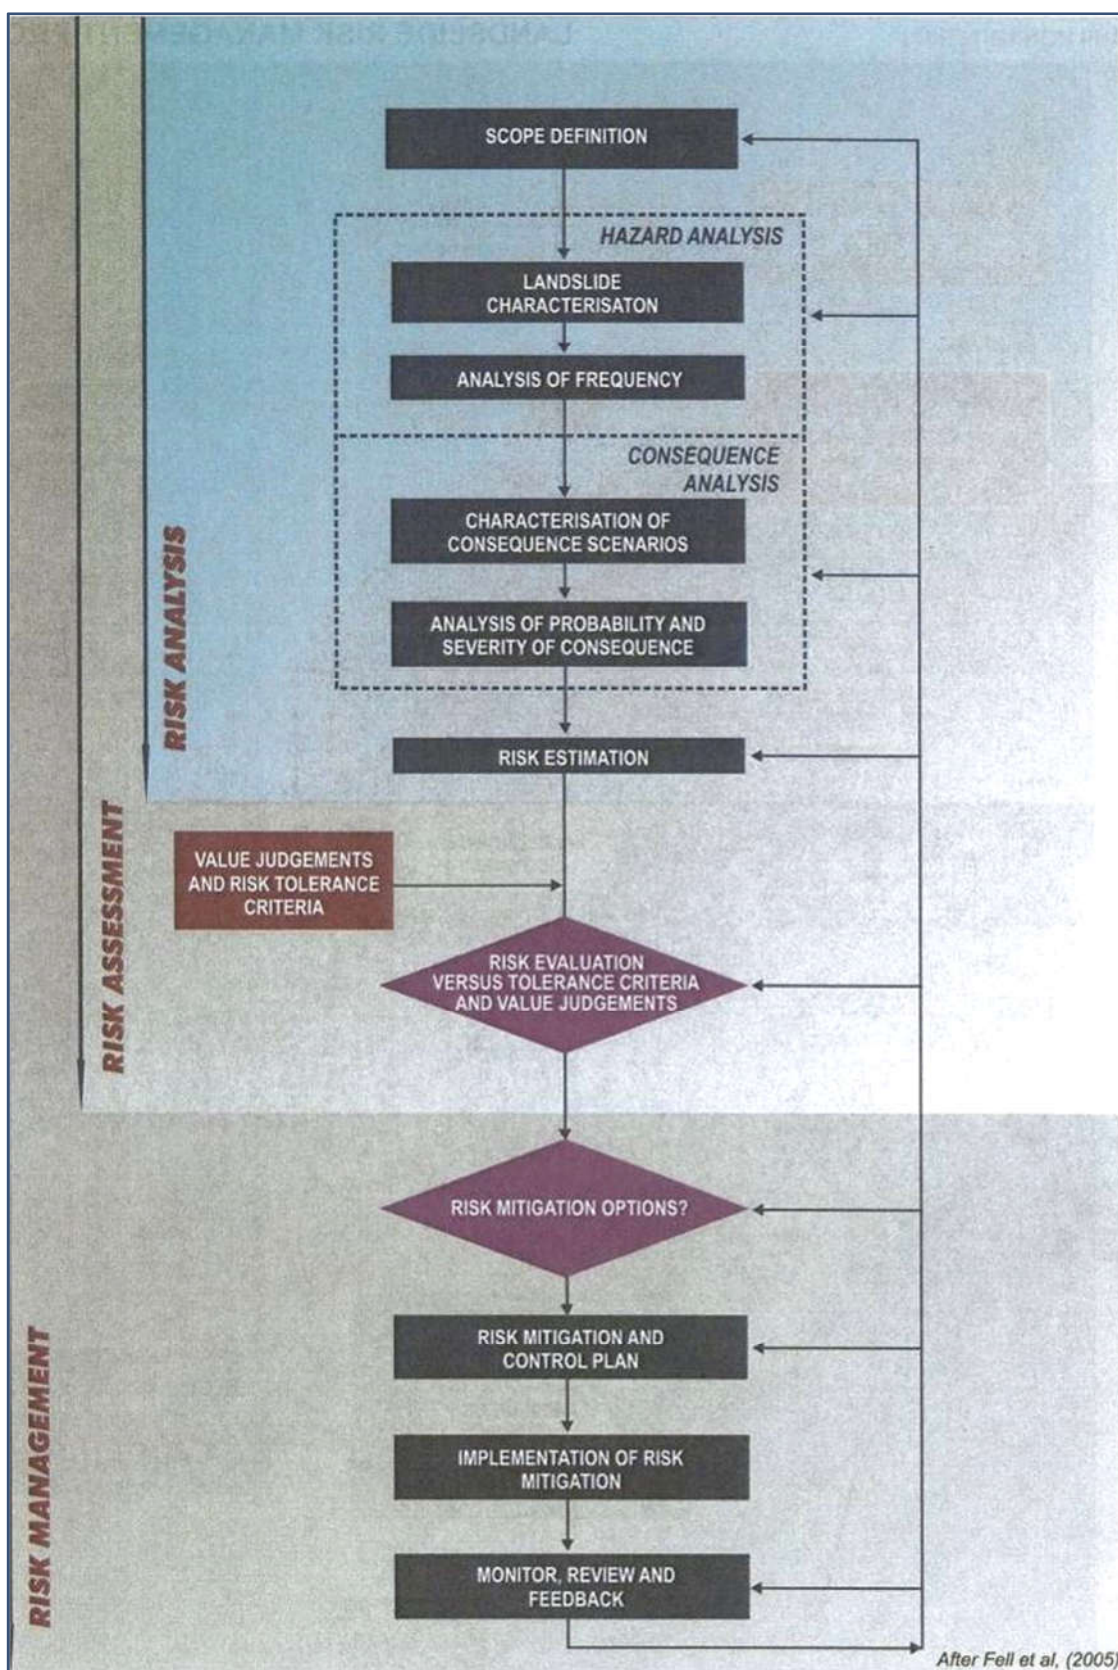 SCOPE DEFINITION
HAZARD ANALYSIS
LANDSLIDE
CHARACTERISATON
ANALYSIS OF FREQUENCY
CONSEQUENCE
ANALYSIS
CHARACTERISATION OF
CONSEQUENCE SCENARIOS
ANALYSIS OF PROBABILITY AND
SEVERITY OF CONSEQUENCE
RISK ANALYSIS
RISK ESTIMATION
VALUE JUDGEMENTS
AND RISK TOLERANCE
CRITERIA
RISK ASSESSMENT
RISK EVALUATION
VERSUS TOLERANCE CRITERIA
AND VALUE JUDGEMENTS
RISK MITIGATION OPTIONS?
RISK MITIGATION AND
CONTROL PLAN
IMPLEMENTATION OF RISK
MITIGATION
RISK MANAGEMENT
MONITOR, REVIEW AND
FEEDBACK
After Fell et al, (2005)